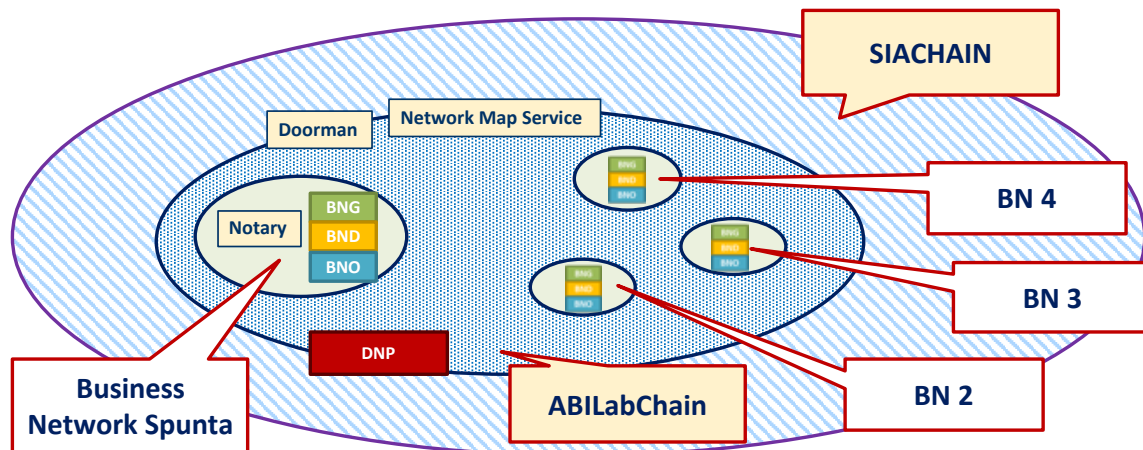 SIACHAIN
Network Map Service
Doorman
BNG
BND
BNO
BN 4
BNG
BND
BNO
Notary
BNG
BND
BNO
BN 3
BNG
BND
BNO
DNP
Business
Network Spunta
ABILabChain
BN 2